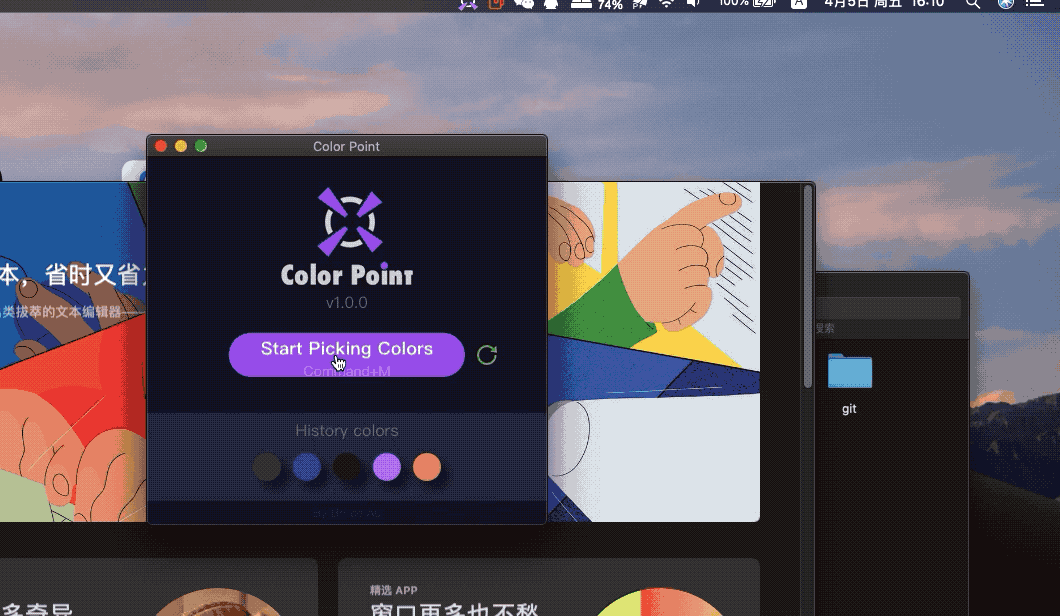 74%
100%
A
4月5日 周五 16:10
Color Point
本，省时又省
类拔萃的文本编辑器——
Color Point
v1.0.0
搜索
Start Picking Colors
Command+M
git
History colors
精选 APP
多奇异
窗口更多也不愁